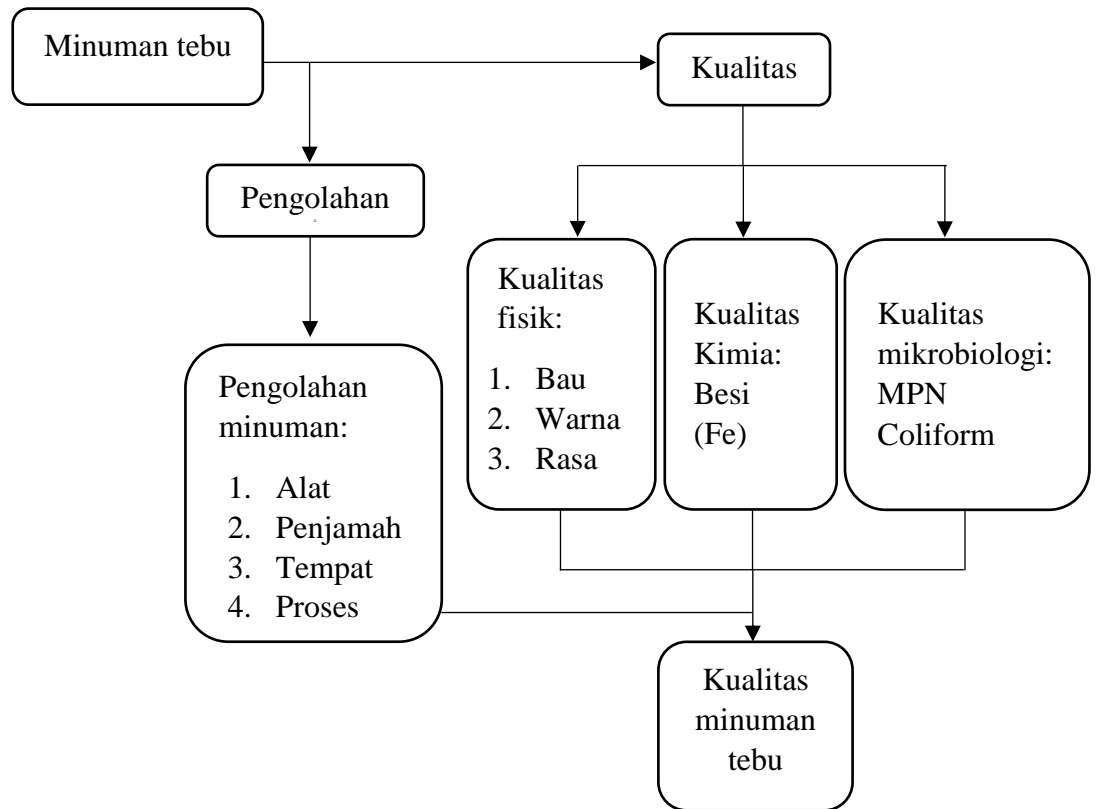 Minuman tebu
Kualitas
Pengolahan
Kualitas
fisik:
1. Bau
2. Warna
3. Rasa
Kualitas
Kimia:
Besi
(Fe)
Kualitas
mikrobiologi:
MPN
Coliform
Pengolahan
minuman:
1. Alat
2. Penjamah
3. Tempat
4. Proses
Kualitas
minuman
tebu